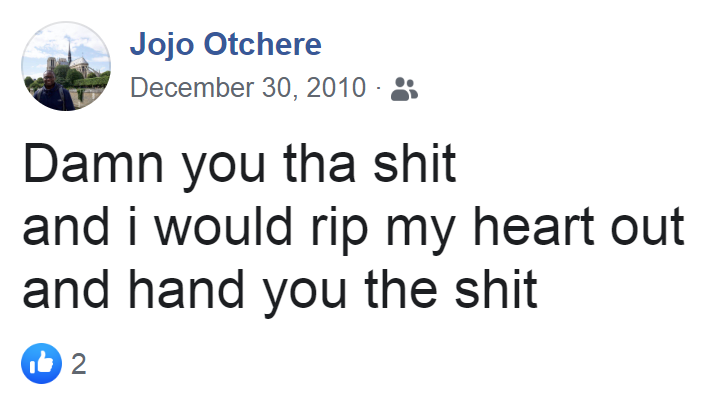 Jojo Otchere
December 30, 2010 ·
Damn you tha shit
and i would rip my heart out
and hand you the shit
2